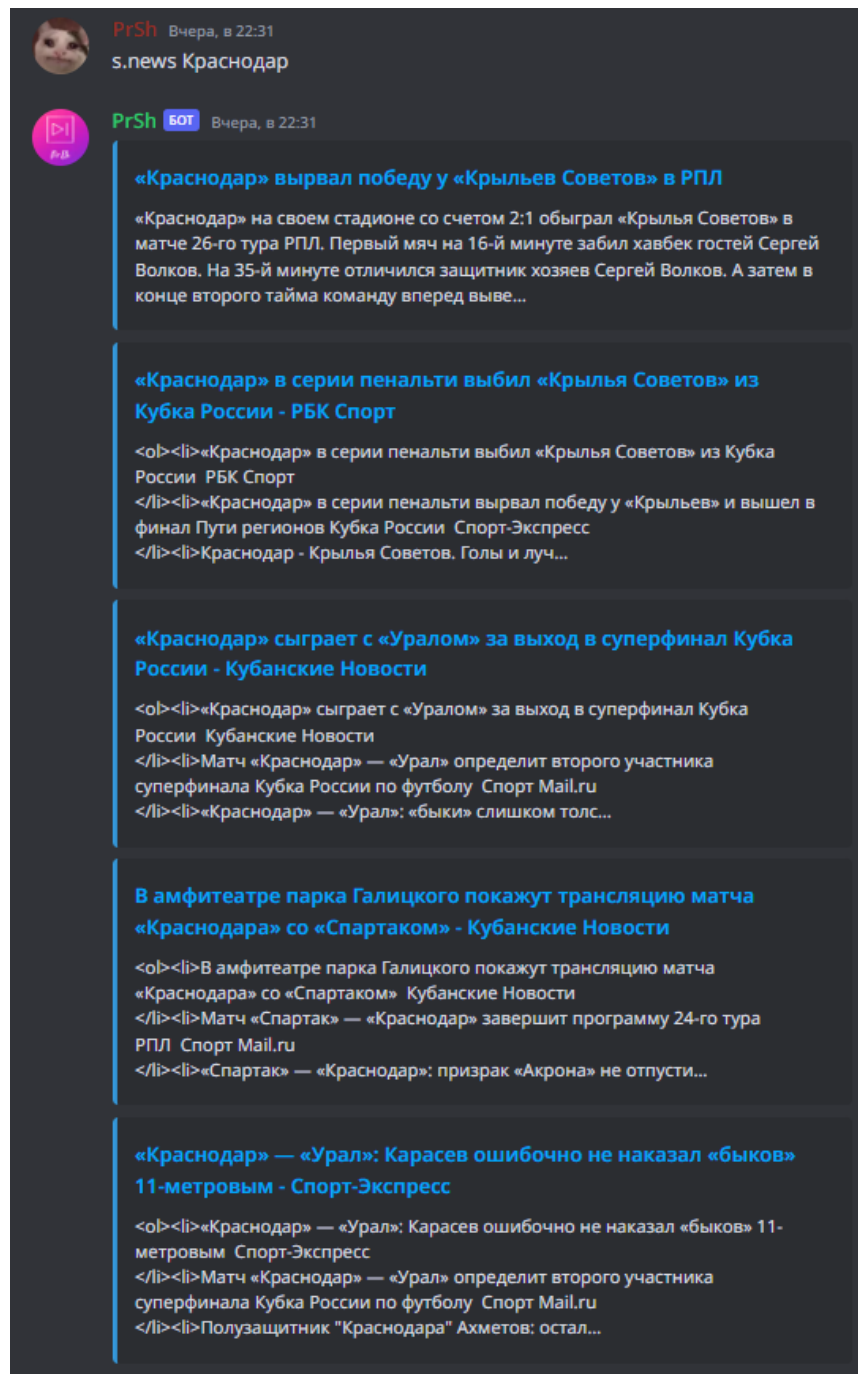 PrSh Вчера, в 22:31
s.news Краснодар
PrSh БОТ Вчера, в 22:31
PrSh
«Краснодар» вырвал победу у «Крыльев Советов» в РПЛ
«Краснодар» на своем стадионе со счетом 2:1 обыграл «Крылья Советов» в
матче 26-го тура РПЛ. Первый мяч на 16-й минуте забил хавбек гостей Сергей
Волков. На 35-й минуте отличился защитник хозяев Сергей Волков. А затем в
конце второго тайма команду вперед выве...
«Краснодар» в серии пенальти выбил «Крылья Советов» из
Кубка России - РБК Спорт
<ol><li>«Краснодар» в серии пенальти выбил «Крылья Советов» из Кубка
России РБК Спорт
</li><li>«Краснодар» в серии пенальти вырвал победу у «Крыльев» и вышел в
финал Пути регионов Кубка России Спорт-Экспресс
</li><li>Краснодар - Крылья Советов. Голы и луч...
«Краснодар» сыграет с «Уралом» за выход в суперфинал Кубка
России - Кубанские Новости
<ol><li>«Краснодар» сыграет с «Уралом» за выход в суперфинал Кубка
России Кубанские Новости
</li><li>Матч «Краснодар» — «Урал» определит второго участника
суперфинала Кубка России по футболу Спорт Mail.ru
</li><li>«Краснодар» — «Урал»: «быки» слишком толс...
В амфитеатре парка Галицкого покажут трансляцию матча
«Краснодара» со «Спартаком» - Кубанские Новости
<ol><li>В амфитеатре парка Галицкого покажут трансляцию матча
«Краснодара» со «Спартаком» Кубанские Новости
</li><li>Матч «Спартак» — «Краснодар» завершит программу 24-го тура
РПЛ Спорт Mail.ru
</li><li>«Спартак» — «Краснодар»: призрак «Акрона» не отпусти...
«Краснодар» — «Урал»: Карасев ошибочно не наказал «быков»
11-метровым - Спорт-Экспресс
<ol><li>«Краснодар» — «Урал»: Карасев ошибочно не наказал «быков» 11-
метровым Спорт-Экспресс
</li><li>Матч «Краснодар» — «Урал» определит второго участника
суперфинала Кубка России по футболу Спорт Mail.ru
</li><li>Полузащитник "Краснодара" Ахметов: остал...